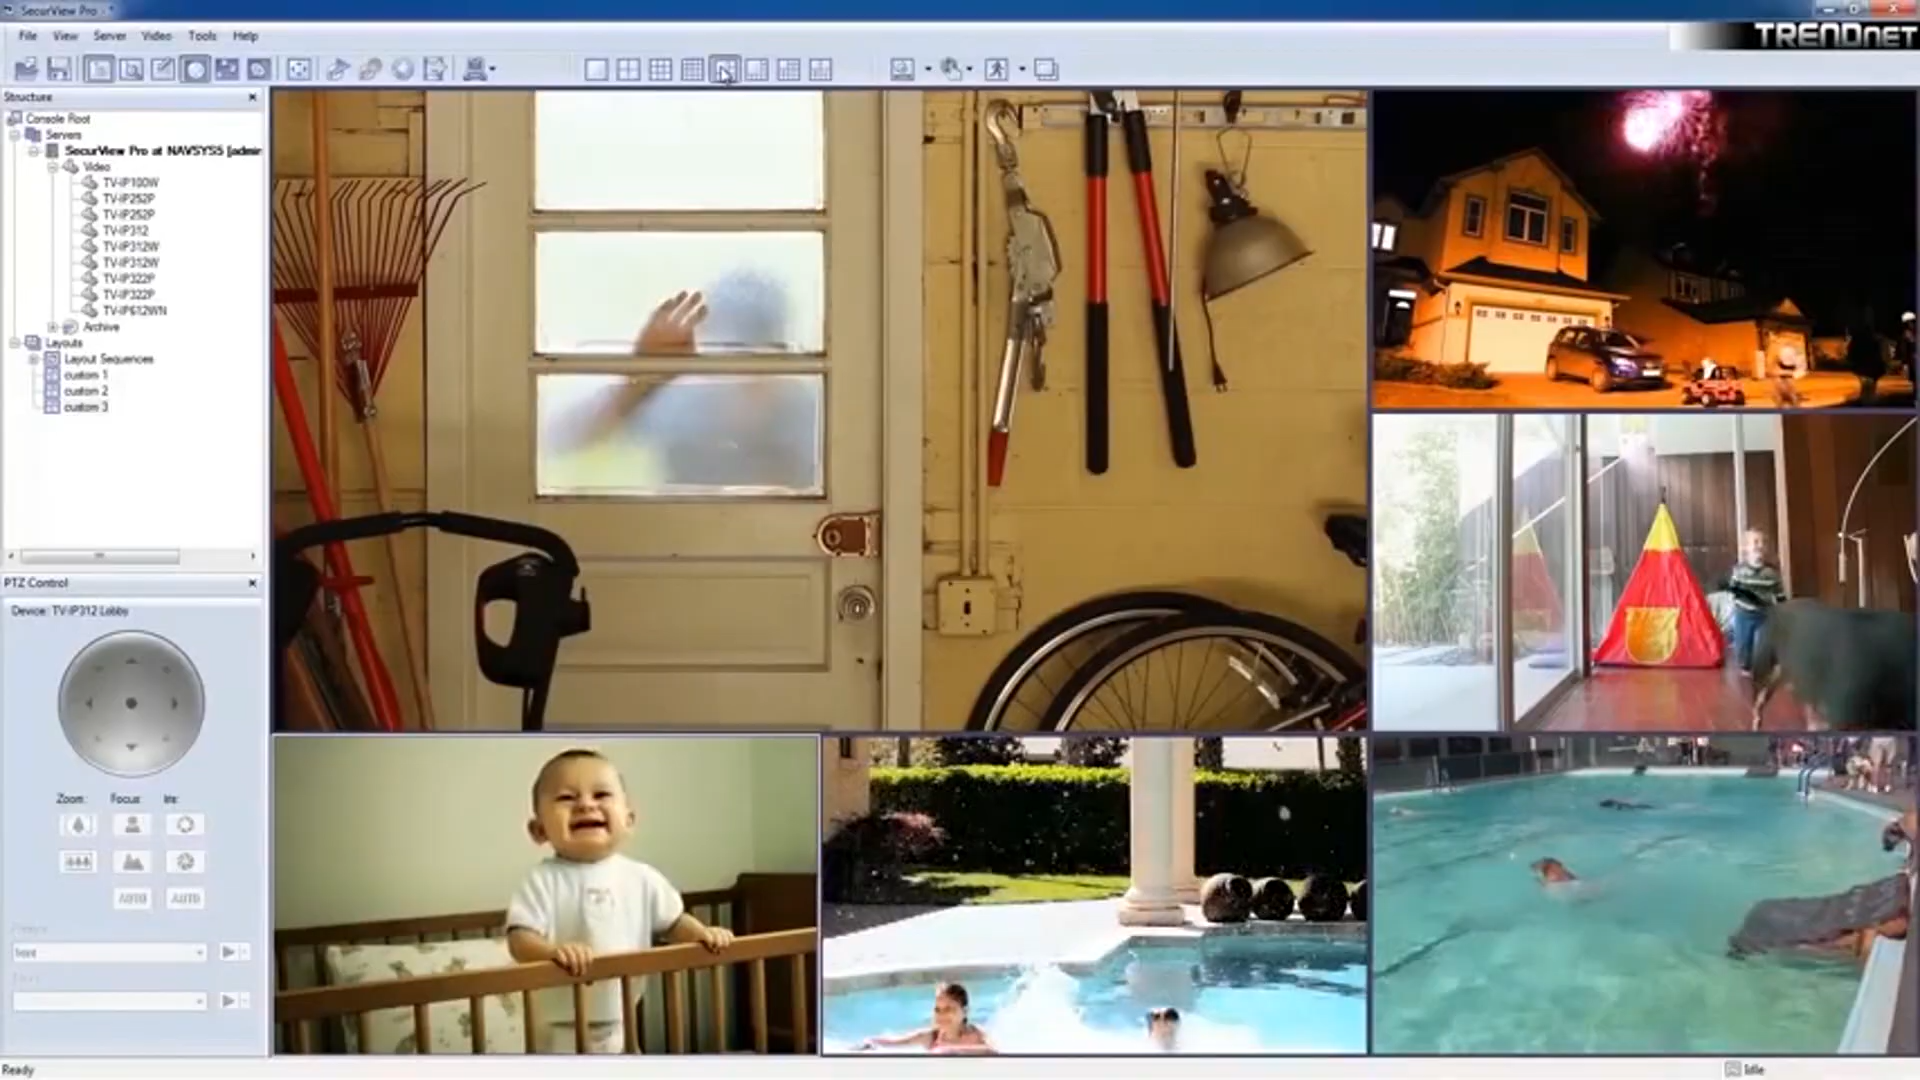 SecurView Pro - *
File View Server Video Tools Help
TRENDNET
Structure
Console Root
Servers
SecurView Pro at NAVSYS5 [admin
Video
TV-IP100W
TV-IP252P
TV-IP252P
TV-IP312
TV-IP312W
TV-IP312W
TV-IP322P
TV-IP322P
TV-IP612WN
Archive
Layouts
Layout Sequences
custom 1
custom 2
custom 3
PTZ Control
Device: TV-IP312 Lobby
Zoom: Focus: Iris:
AUTO AUTO
Ready
Idle